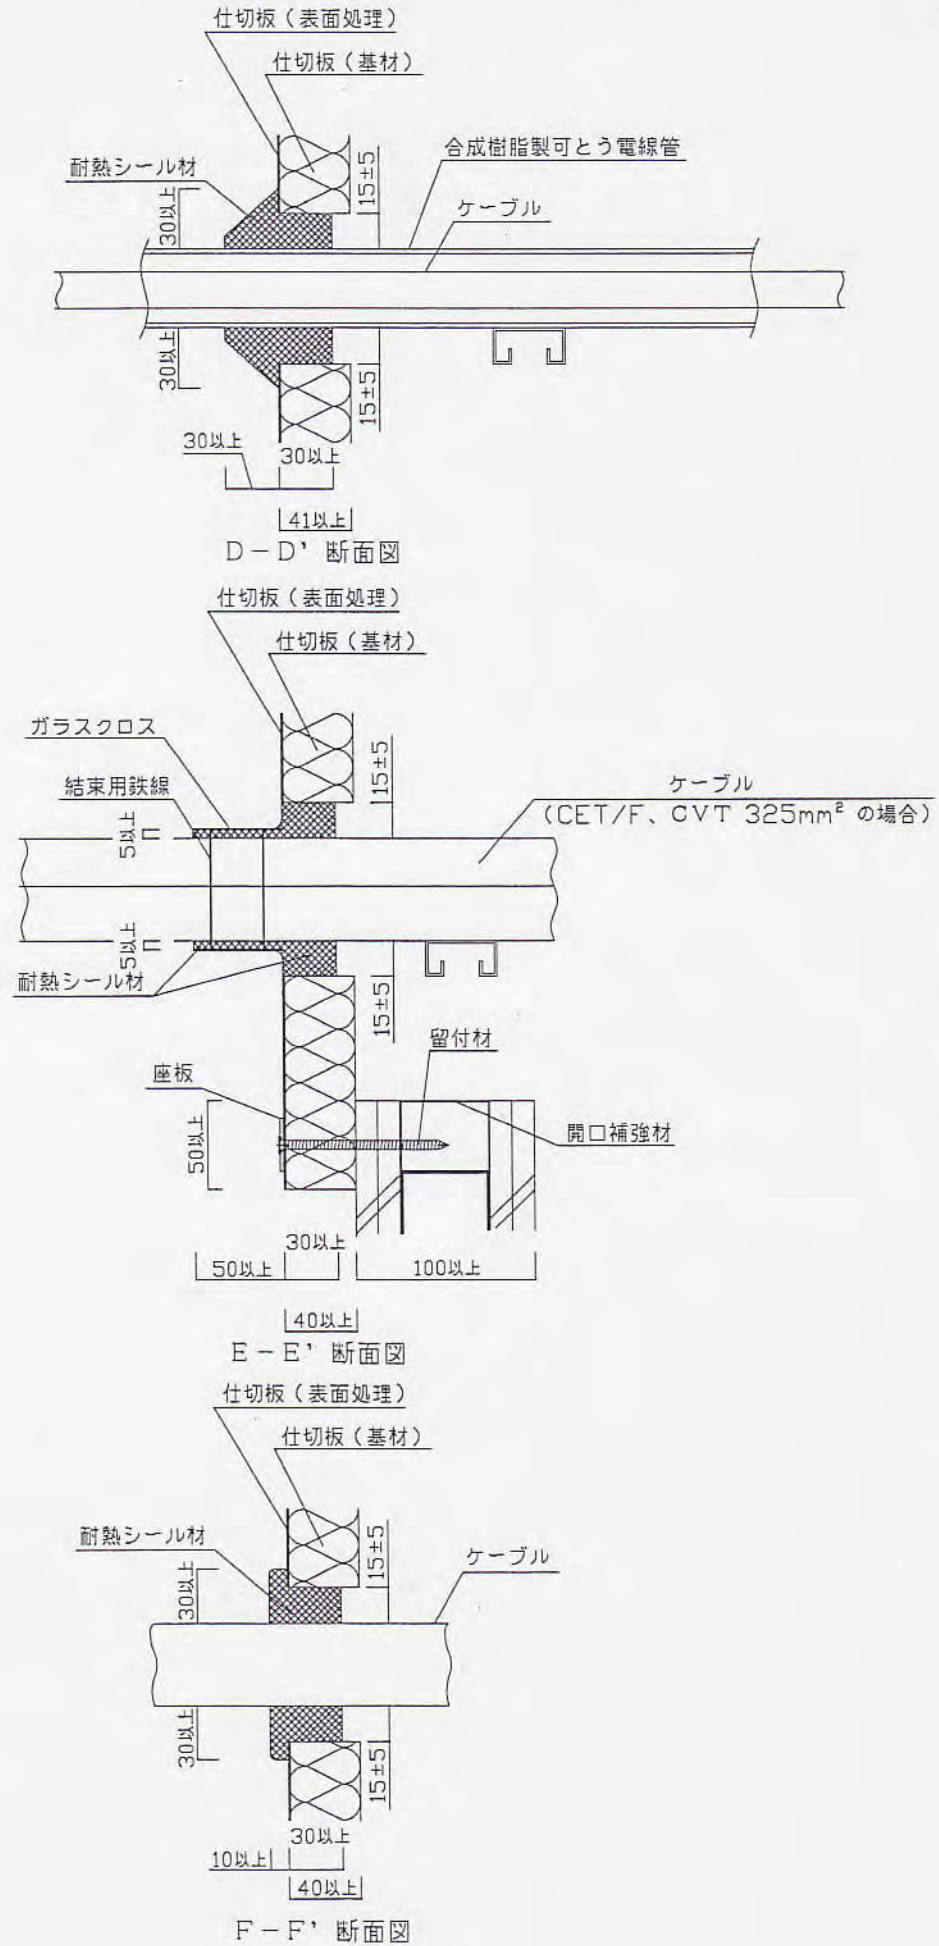 仕切板（表面処理）
仕切板（基材）
合成樹脂製可とう電線管
耐熱シール材
15±5
30以上
ケーブル
30以上
15±5
30以上
30以上
41以上
D－D’ 断面図
仕切板（表面処理）
仕切板（基材）
ガラスクロス
15±5
結束用鉄線
ケーブル
5以上
（CET/F、CVT 325mm² の場合）
5以上
耐熱シール材
15±5
留付材
座板
開口補強材
50以上
30以上
50以上
100以上
40以上
E－E’ 断面図
仕切板（表面処理）
仕切板（基材）
耐熱シール材
15±5
ケーブル
30以上
30以上
15±5
30以上
10以上
40以上
F－F’ 断面図